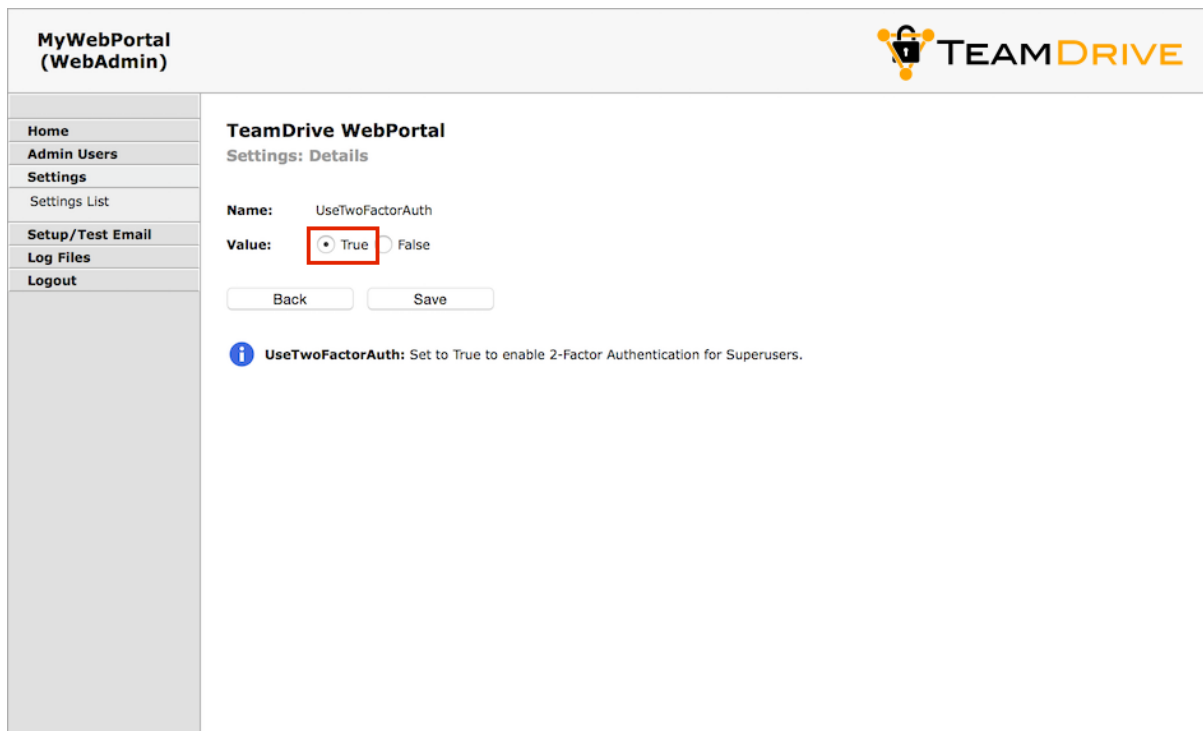 MyWebPortal
(WebAdmin)
TEAMDRIVE
Home
Admin Users
Settings
Settings List
Setup/Test Email
Log Files
Logout
TeamDrive WebPortal
Settings: Details
Name: UseTwoFactorAuth
Value: True False
Back Save
UseTwoFactorAuth: Set to True to enable 2-Factor Authentication for Superusers.